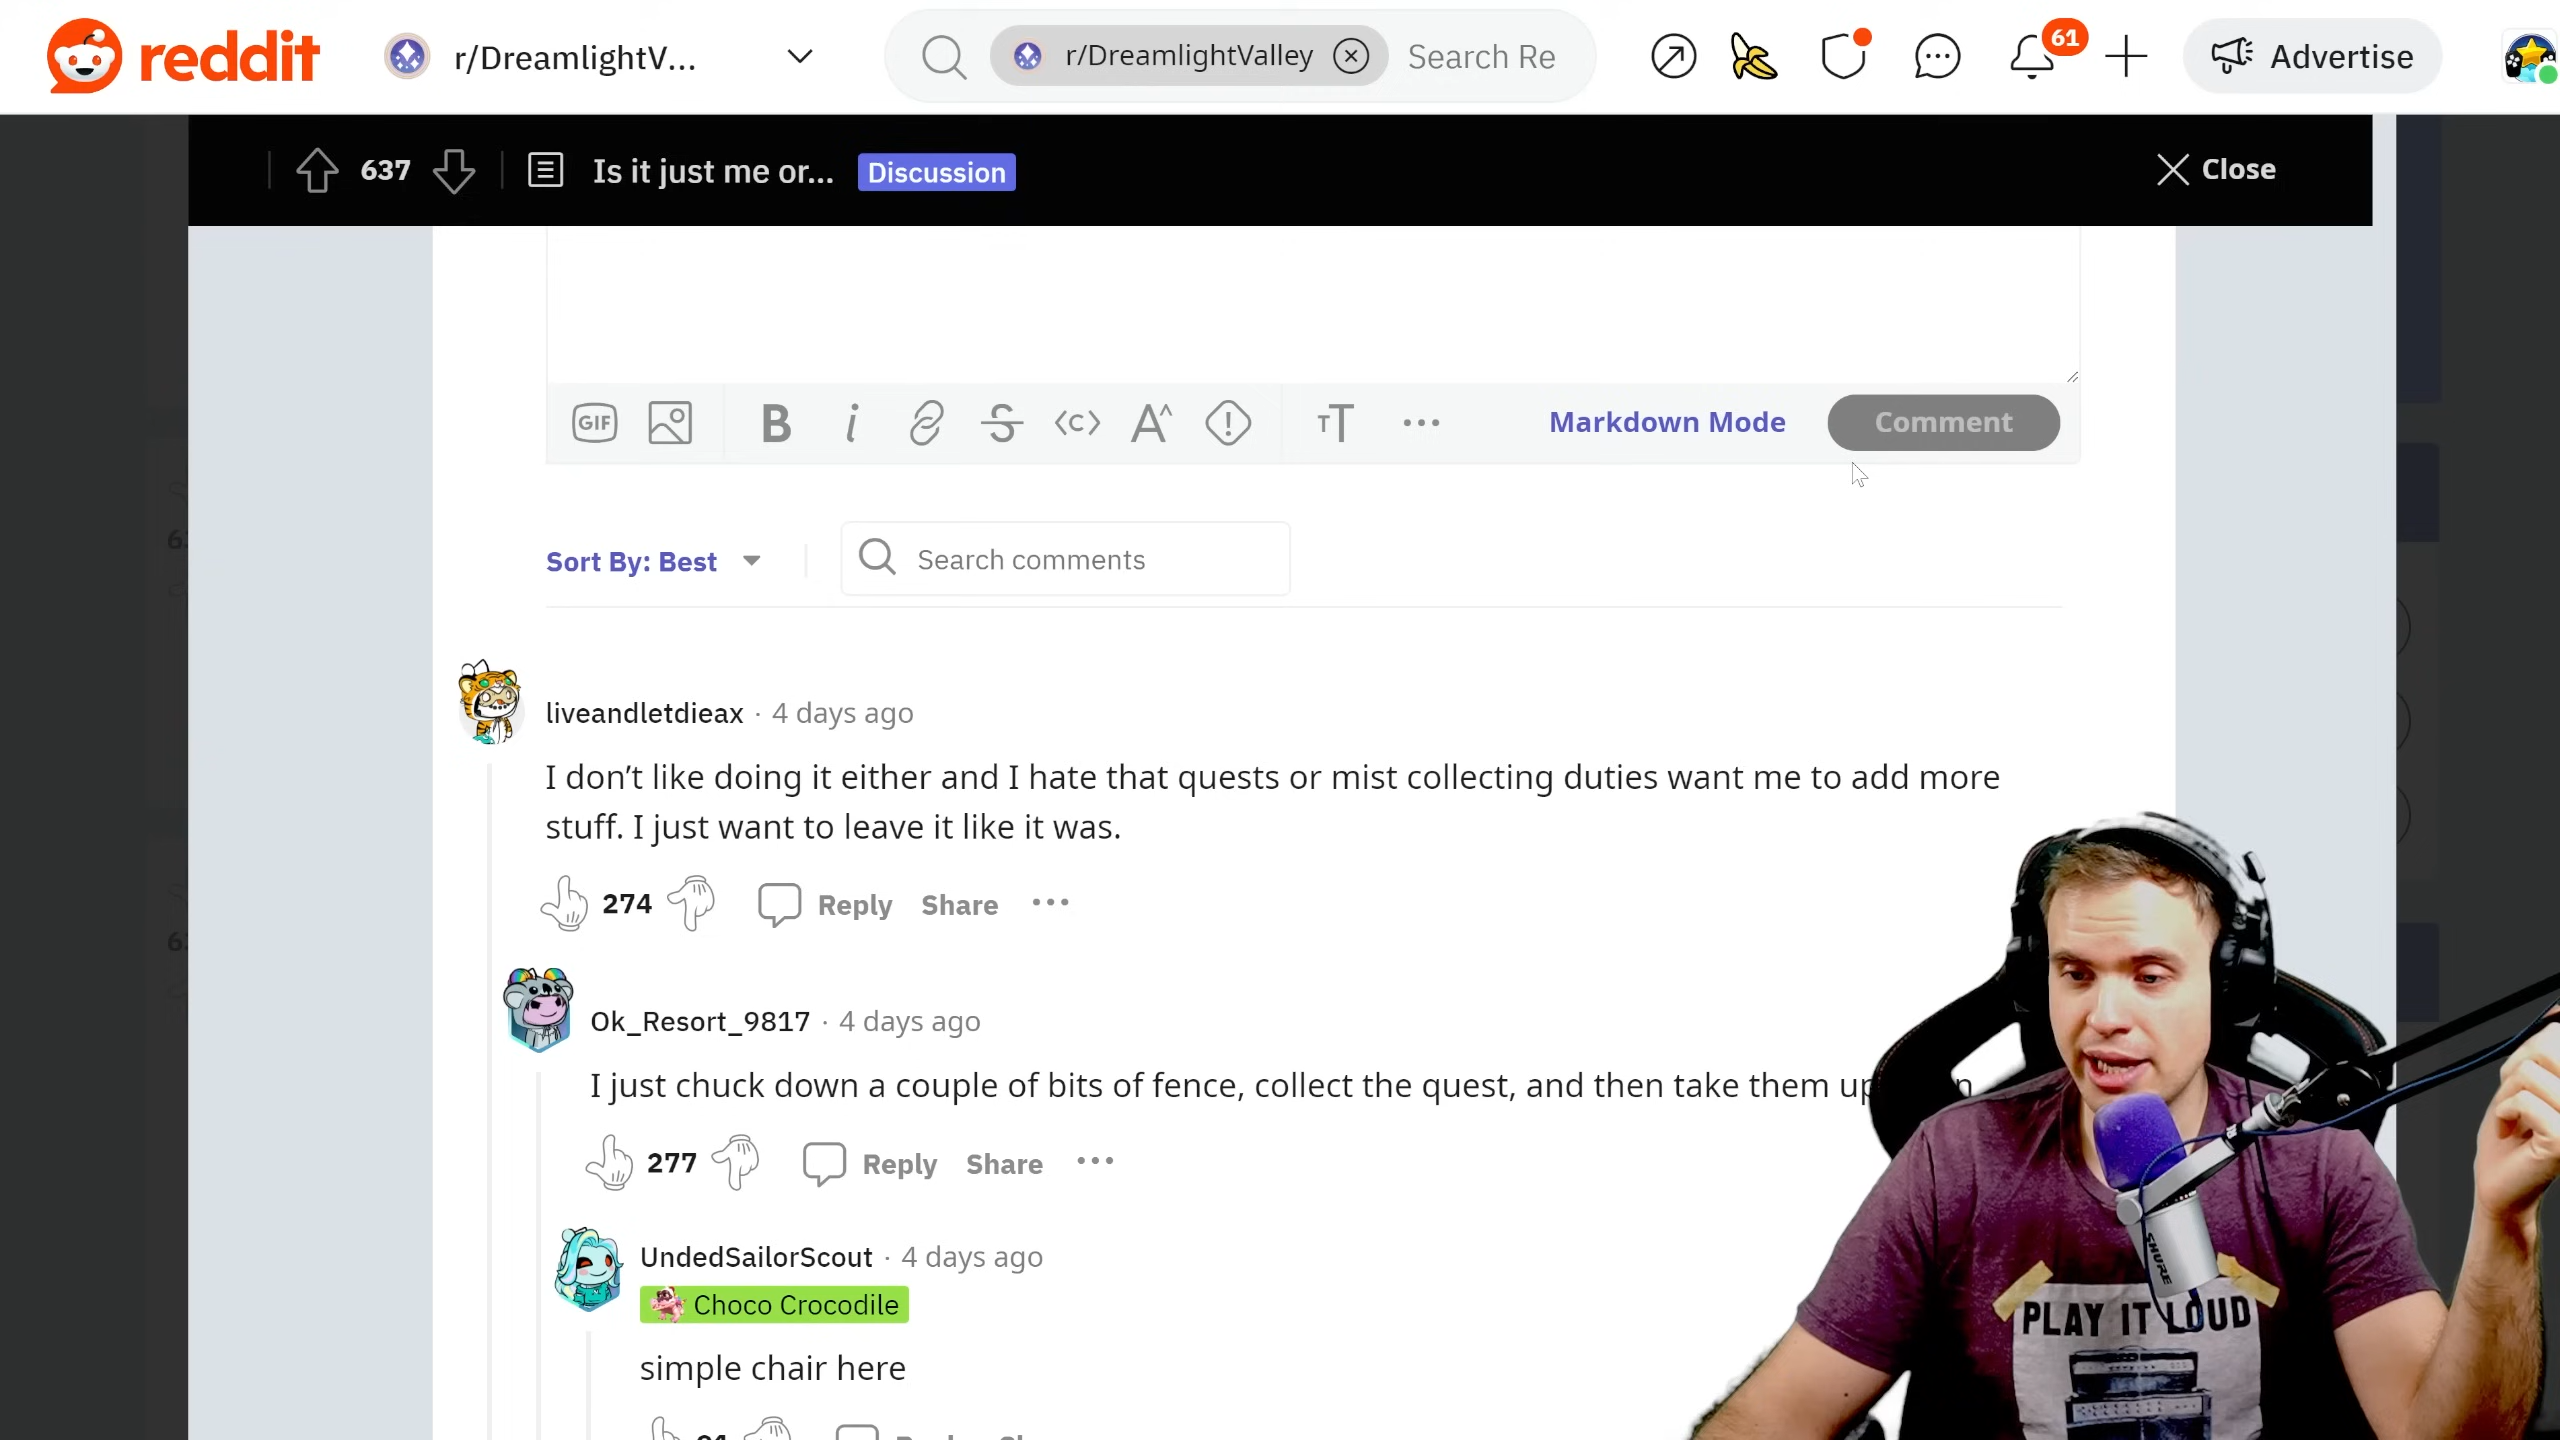 reddit
r/DreamlightV...
r/DreamlightValley
Search Re
61
Advertise
637
Is it just me or...
Discussion
Close
GIF
Markdown Mode
Comment
Sort By: Best
Search comments
liveandletdieax · 4 days ago
I don’t like doing it either and I hate that quests or mist collecting duties want me to add more
stuff. I just want to leave it like it was.
274
Reply
Share
Ok_Resort_9817 · 4 days ago
I just chuck down a couple of bits of fence, collect the quest, and then take them up
277
Reply
Share
UndedSailorScout · 4 days ago
Choco Crocodile
simple chair here
SHURE
PLAY IT LOUD